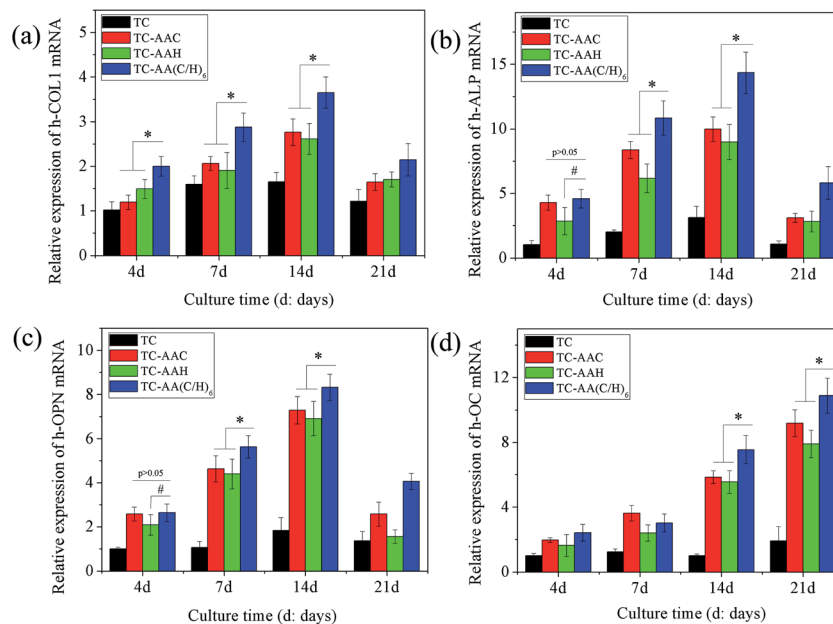 (a)
TC
TC-AAC
TC-AAH
TC-AA(C/H)6
*
*
*
Relative expression of h-COL1 mRNA
5
4
3
2
1
0
4d 7d 14d 21d
Culture time (d: days)
(b)
TC
TC-AAC
TC-AAH
TC-AA(C/H)6
p>0.05
#
*
*
Relative expression of h-ALP mRNA
15
10
5
0
4d 7d 14d 21d
Culture time (d: days)
(c)
TC
TC-AAC
TC-AAH
TC-AA(C/H)6
p>0.05
#
*
*
Relative expression of h-OPN mRNA
10
8
6
4
2
0
4d 7d 14d 21d
Culture time (d: days)
(d)
TC
TC-AAC
TC-AAH
TC-AA(C/H)6
*
*
Relative expression of h-OC mRNA
12
8
4
0
4d 7d 14d 21d
Culture time (d: days)